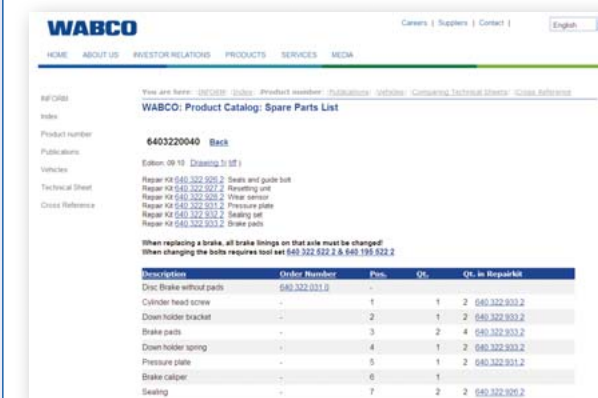 WABCO
Careers | Suppliers | Contact |
English
HOME ABOUT US INVESTOR RELATIONS PRODUCTS SERVICES MEDIA
You are here: INFORM Index Product number Publications Vehicles Comparing Technical Sheets Cross Reference
WABCO: Product Catalog: Spare Parts List
INFORM
Index
Product number
Publications
Vehicles
Technical Sheet
Cross Reference
6403220040 Back
Edition: 09.10 Drawing 1( tiff )
Repair Kit 640 322 926 2 Seals and guide bolt
Repair Kit 640 322 927 2 Resetting unit
Repair Kit 640 322 928 2 Wear sensor
Repair Kit 640 322 931 2 Pressure plate
Repair Kit 640 322 932 2 Sealing set
Repair Kit 640 322 933 2 Brake pads
When replacing a brake, all brake linings on that axle must be changed!
When changing the bolts requires tool set 640 322 522 2 & 640 195 522 2
Description Order Number Pos. Qt. Qt. in Repairkit
Disc Brake without pads 640 322 031 0 -
Cylinder head screw - 1 1 2 640 322 933 2
Down holder bracket - 2 1 2 640 322 933 2
Brake pads - 3 2 4 640 322 933 2
Down holder spring - 4 1 2 640 322 933 2
Pressure plate - 5 1 2 640 322 931 2
Brake caliper - 6 1
Sealing - 7 2 2 640 322 926 2